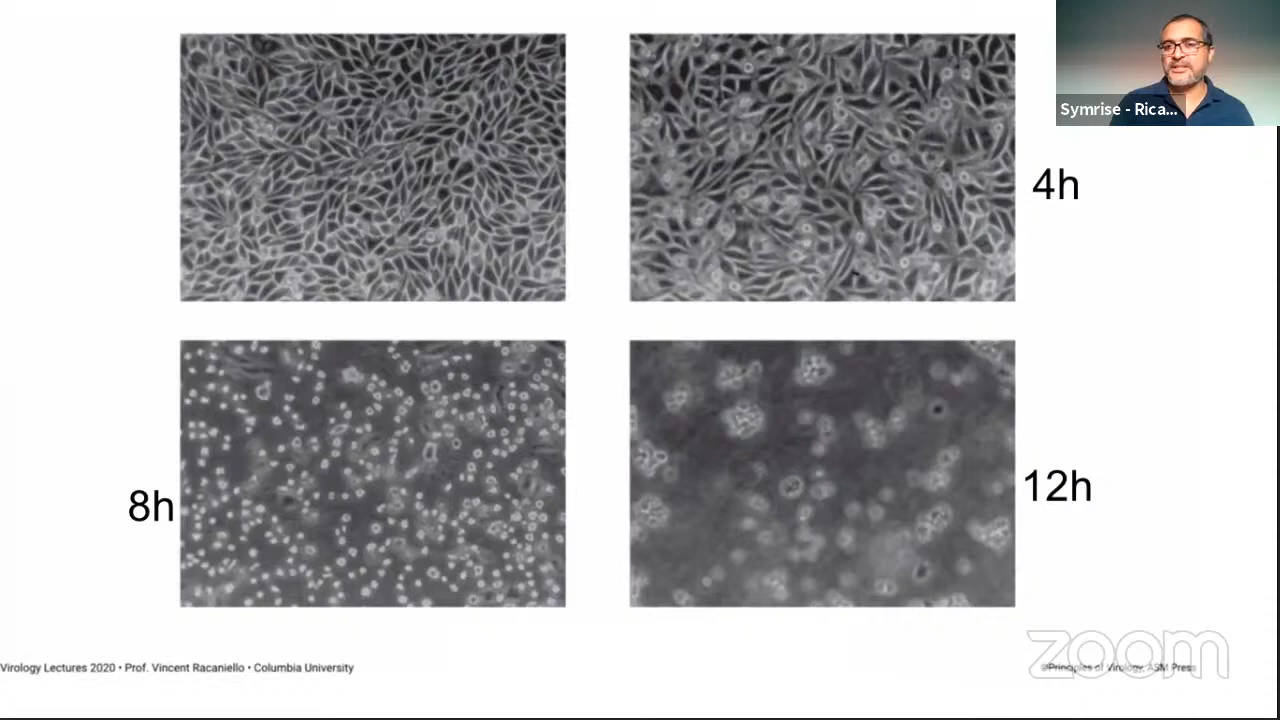 Symrise - Rica...
4h
8h
12h
zoom
Virology Lectures 2020 • Prof. Vincent Racaniello • Columbia University
©Principles of Virology, ASM Press